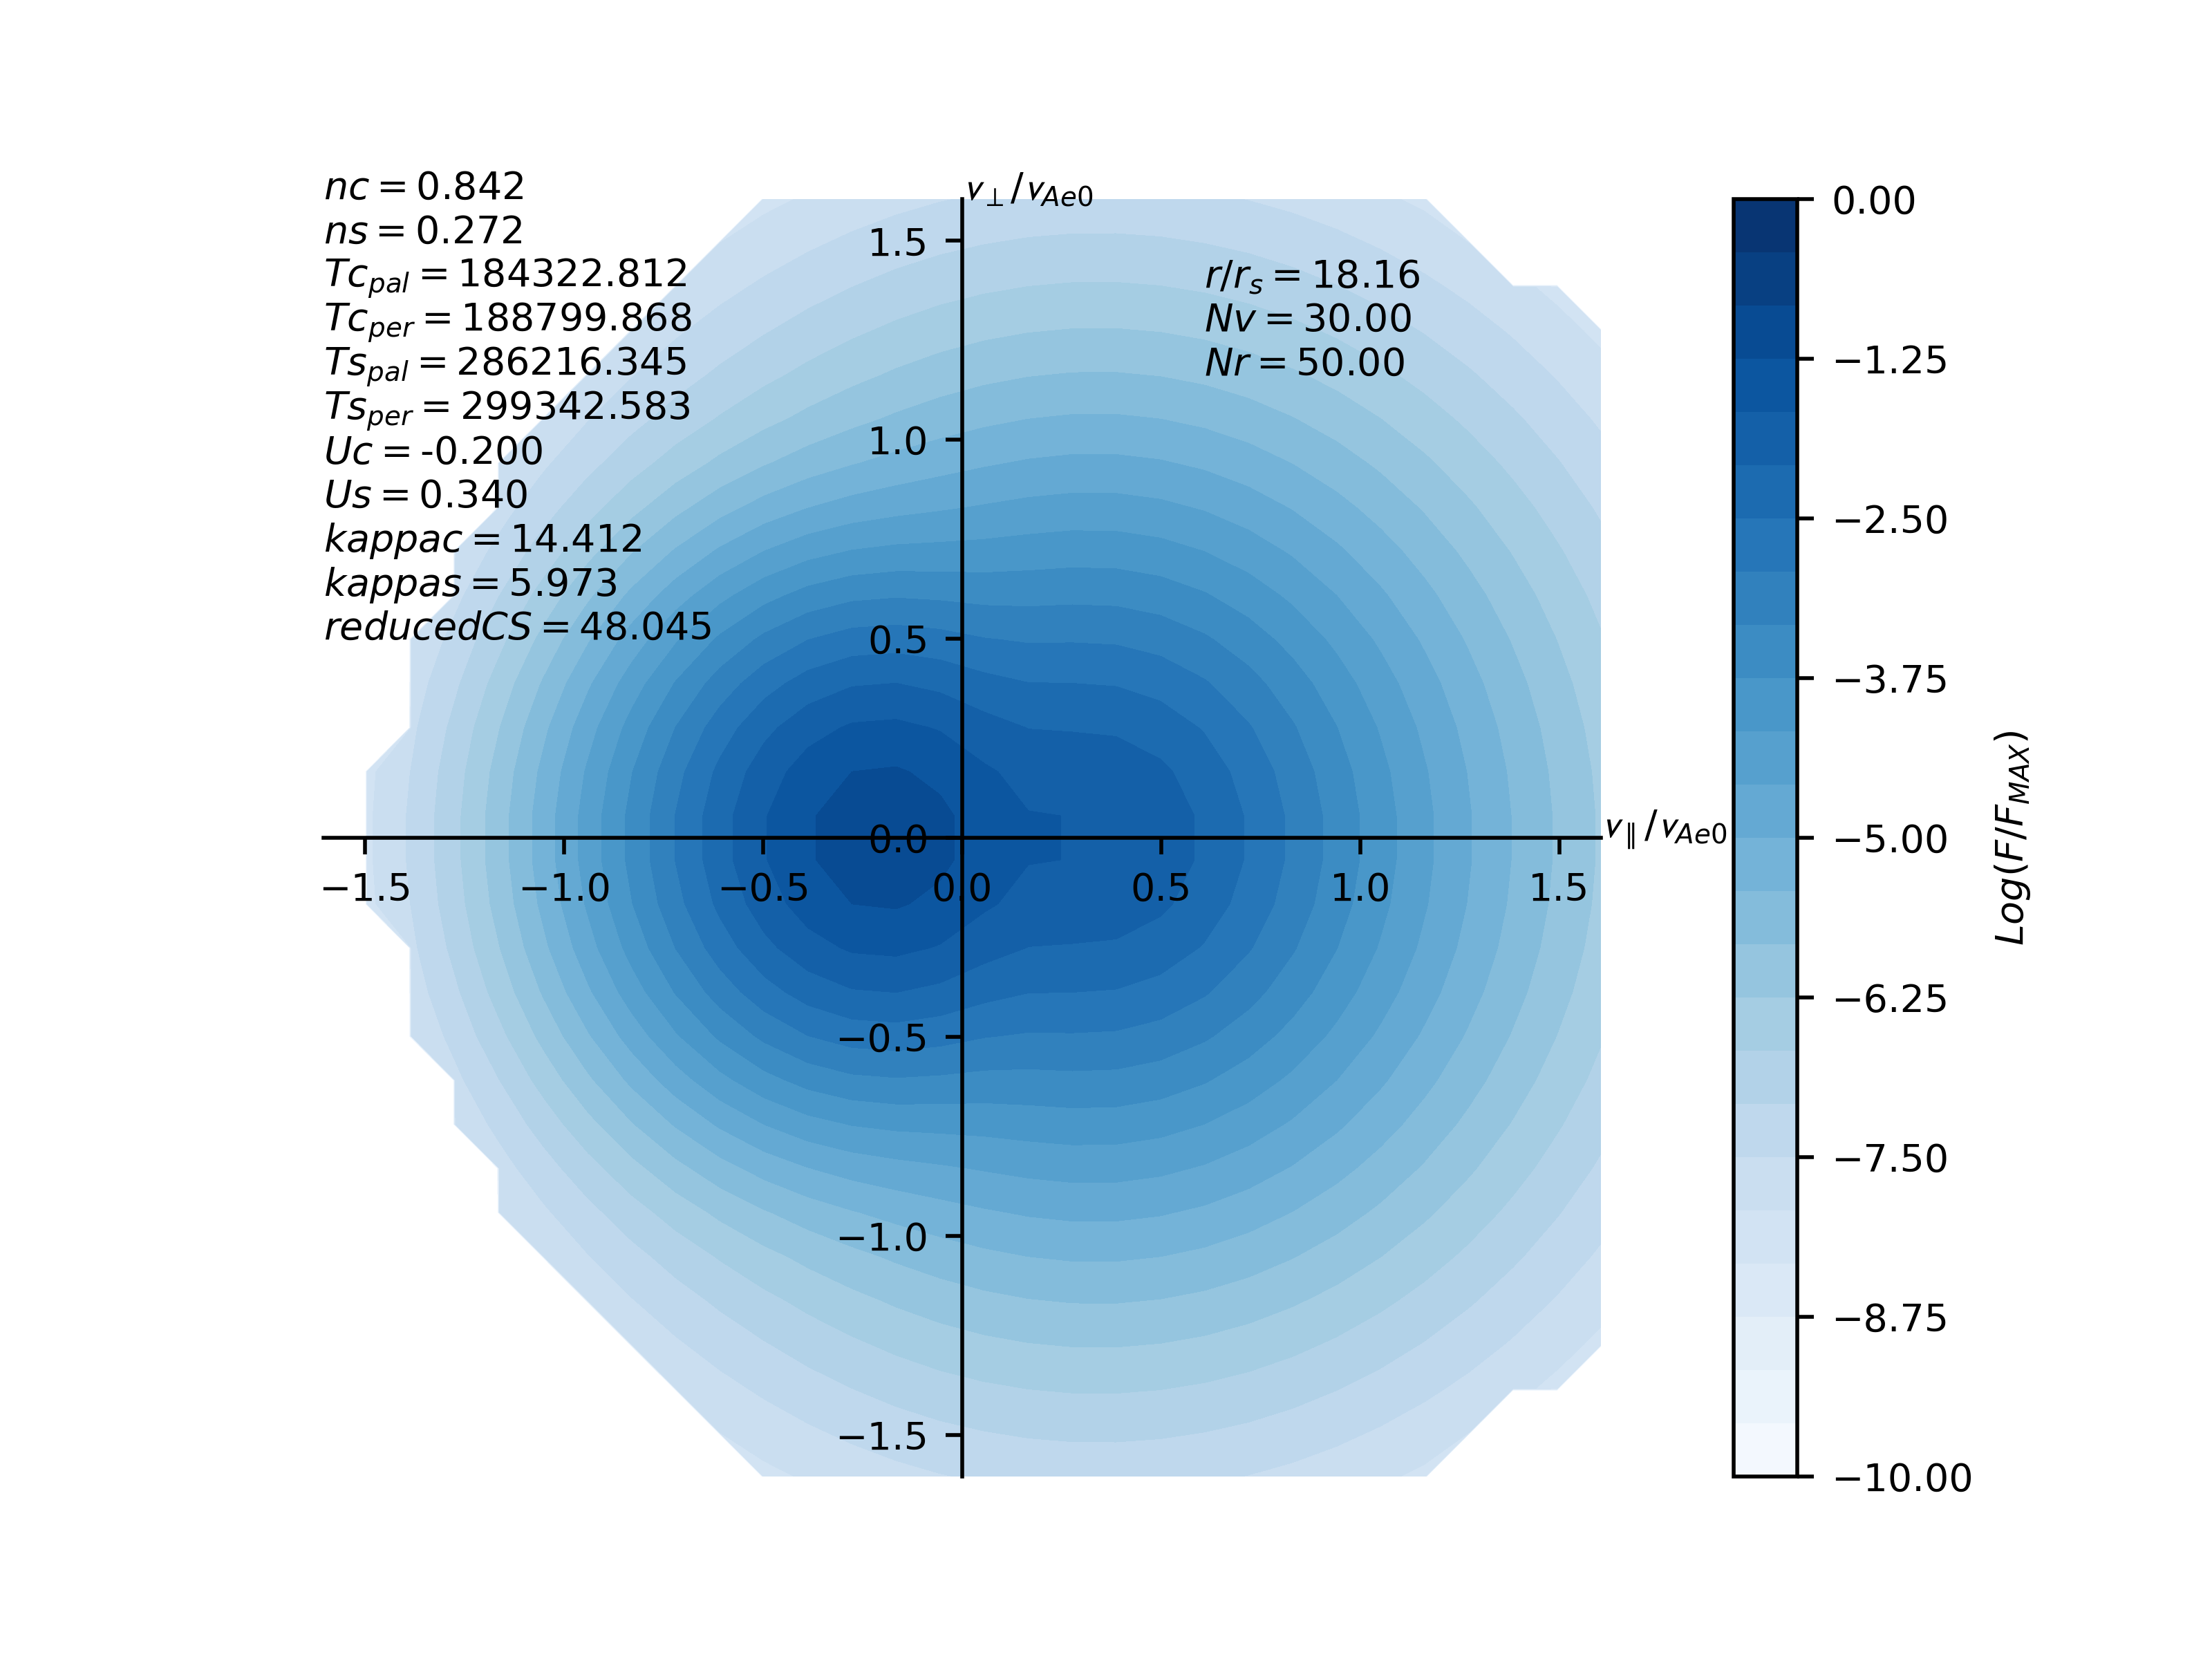 nc = 0.842
ns = 0.272
Tc_pal = 184322.812
Tc_per = 188799.868
Ts_pal = 286216.345
Ts_per = 299342.583
Uc = -0.200
Us = 0.340
kappac = 14.412
kappas = 5.973
reducedCS = 48.045
v⊥/v_Ae0
r/r_s = 18.16
Nv = 30.00
Nr = 50.00
1.5
1.0
0.5
0.0
−0.5
−1.0
−1.5
−1.5 −1.0 −0.5 0.0 0.5 1.0 1.5
v∥/v_Ae0
0.00
−1.25
−2.50
−3.75
−5.00
−6.25
−7.50
−8.75
−10.00
Log(F/F_MAX)